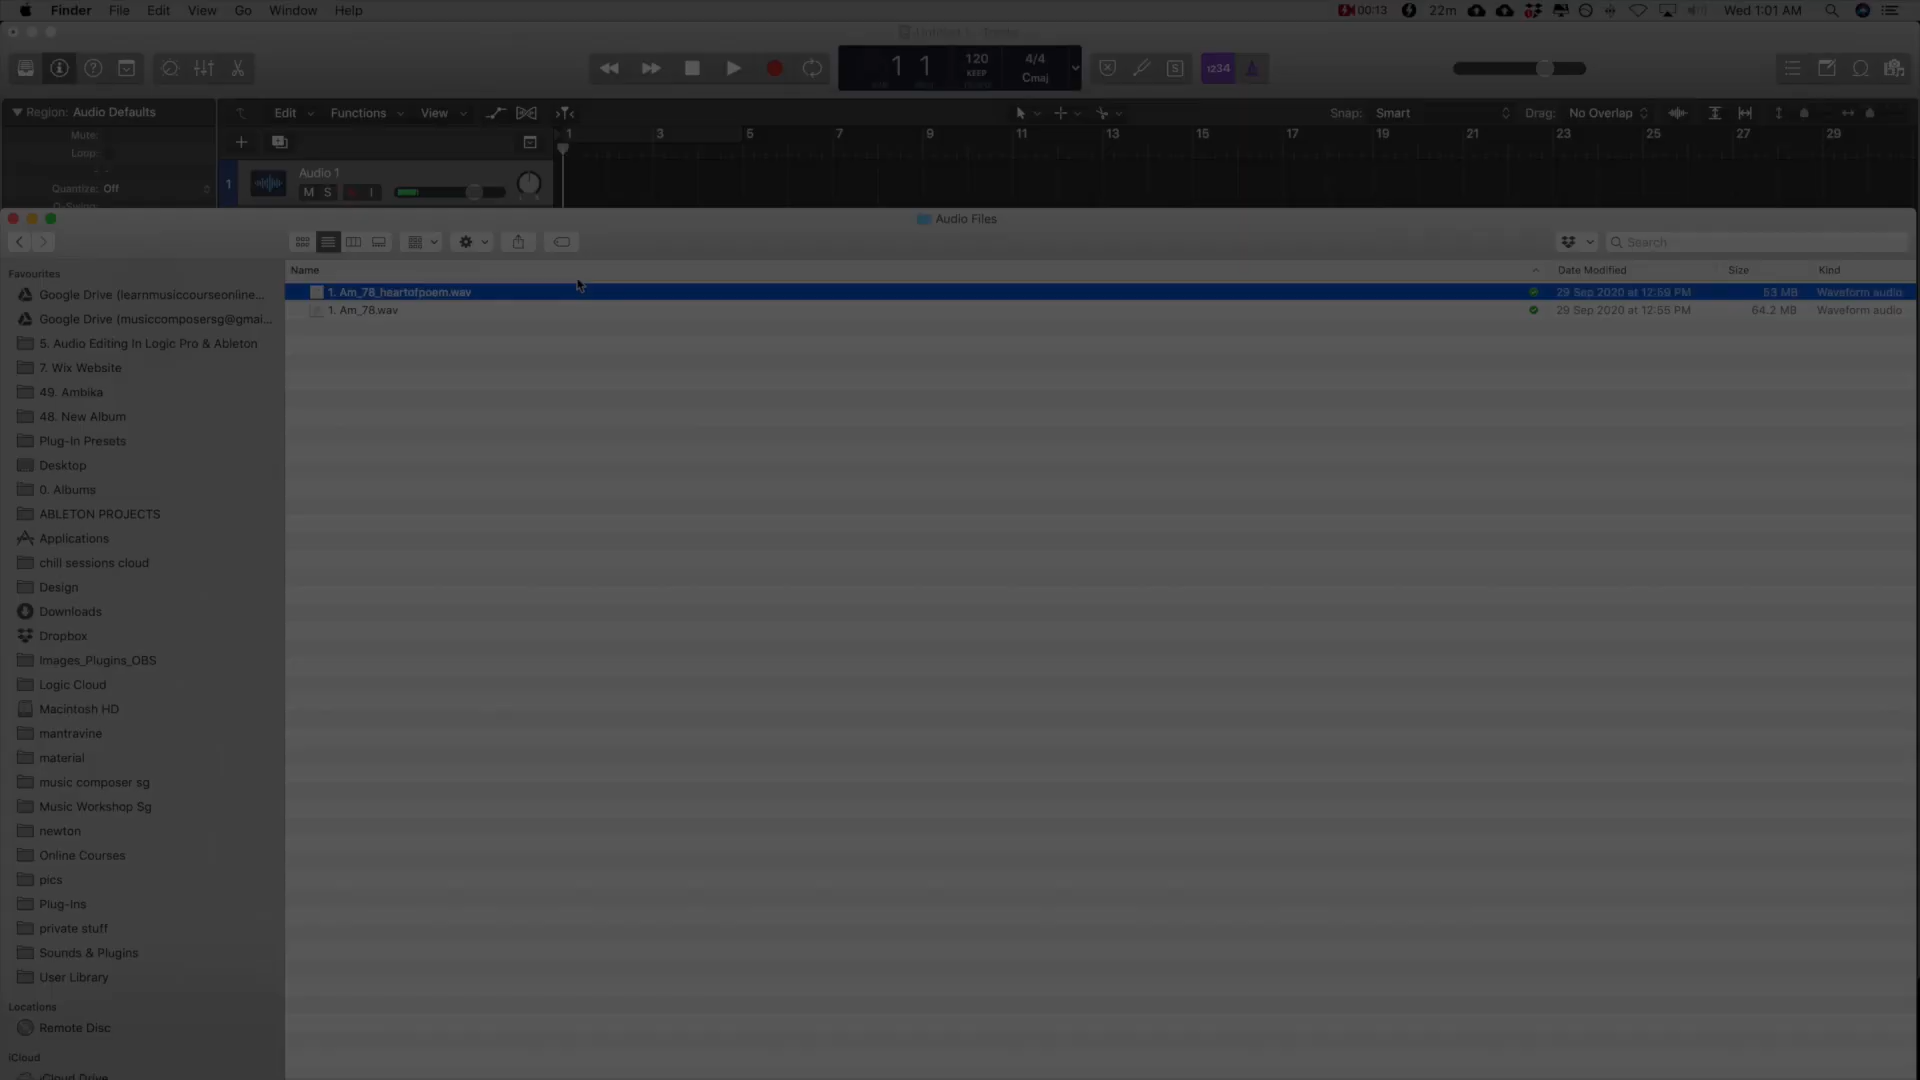 Finder File Edit View Go Window Help 00:13 22m Wed 1:01 AM
1 1 120 KEEP 4/4 Cmaj 1234
Region: Audio Defaults Edit Functions View Snap: Smart Drag: No Overlap
Mute:
Loop:
1 3 5 7 9 11 13 15 17 19 21 23 25 27 29
Quantize: Off
1 Audio 1
M S I
Q-Swing:
Audio Files
Search
Favourites
Name Date Modified Size Kind
Google Drive (learnmusiccourseonline...
1. Am_78_heartofpoem.wav 29 Sep 2020 at 12:59 PM 53 MB Waveform audio
1. Am_78.wav 29 Sep 2020 at 12:55 PM 64.2 MB Waveform audio
Google Drive (musiccomposersg@gmai...
5. Audio Editing In Logic Pro & Ableton
7. Wix Website
49. Ambika
48. New Album
Plug-In Presets
Desktop
0. Albums
ABLETON PROJECTS
Applications
chill sessions cloud
Design
Downloads
Dropbox
Images_Plugins_OBS
Logic Cloud
Macintosh HD
mantravine
material
music composer sg
Music Workshop Sg
newton
Online Courses
pics
Plug-Ins
private stuff
Sounds & Plugins
User Library
Locations
Remote Disc
iCloud
iCloud Drive